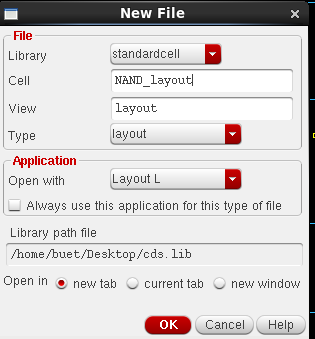 New File
File
Library standardcell
Cell NAND_layout
View layout
Type layout
Application
Open with Layout L
Always use this application for this type of file
Library path file
/home/buet/Desktop/cds.lib
Open in new tab current tab new window
OK Cancel Help